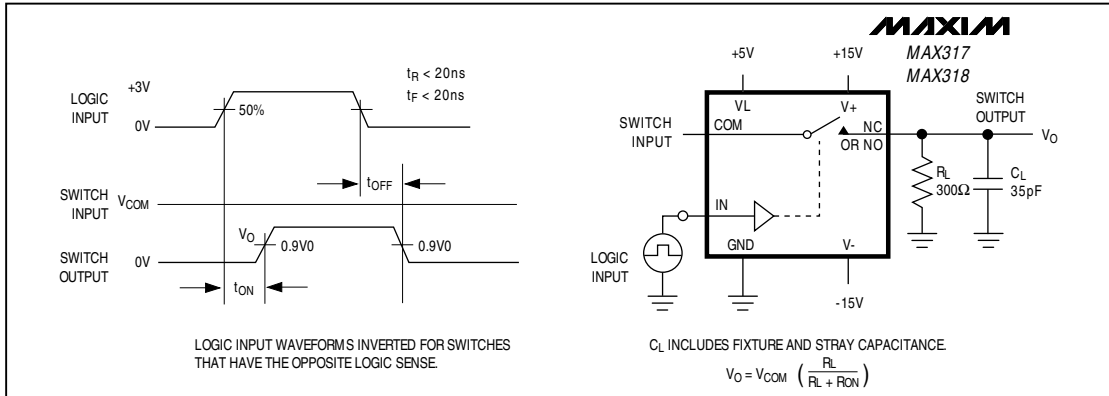 +3V
LOGIC
INPUT
0V
50%
tR < 20ns
tF < 20ns
tOFF
SWITCH
INPUT
VCOM
VO
0.9V0
0.9V0
SWITCH
OUTPUT
0V
tON
LOGIC INPUT WAVEFORMS INVERTED FOR SWITCHES
THAT HAVE THE OPPOSITE LOGIC SENSE.
MAXIM
MAX317
MAX318
+5V
+15V
VL
V+
SWITCH
INPUT
COM
NC
OR NO
SWITCH
OUTPUT
VO
RL
300Ω
CL
35pF
IN
LOGIC
INPUT
GND
V-
-15V
CL INCLUDES FIXTURE AND STRAY CAPACITANCE.
VO = VCOM ( RL / RL + RON )